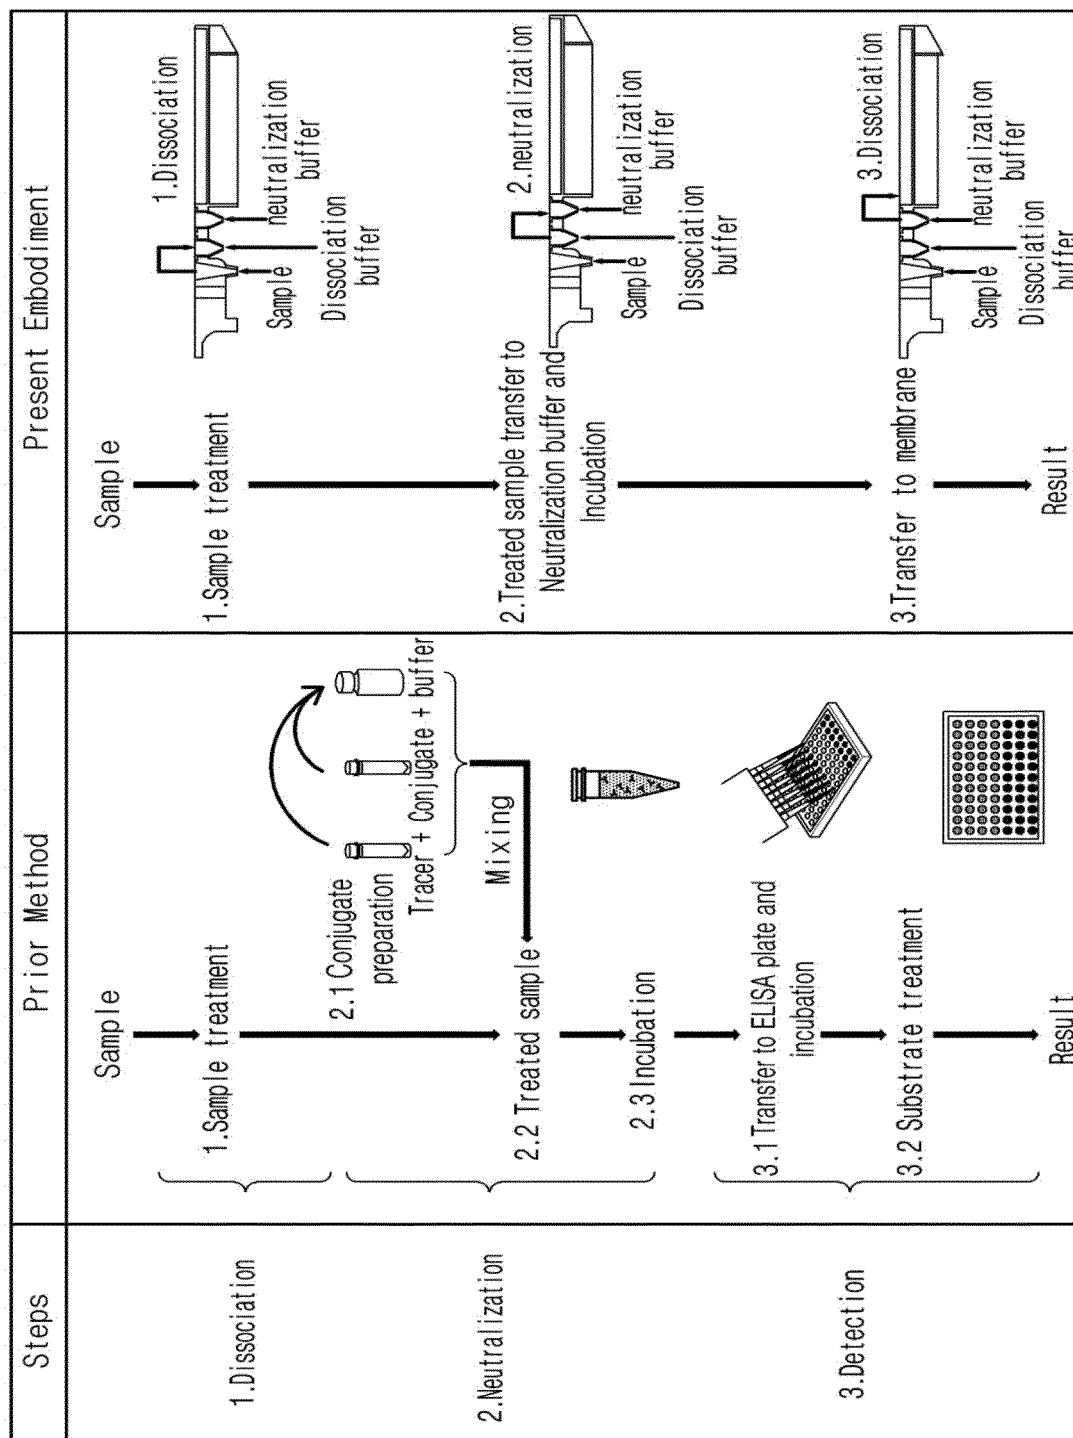 Steps
Prior Method
Present Embodiment
1.Dissociation
2.Neutralization
3.Detection
Sample
1.Sample treatment
2.1 Conjugate
preparation
Tracer + Conjugate + buffer
Mixing
2.2 Treated sample
2.3 Incubation
3.1 Transfer to ELISA plate and
incubation
3.2 Substrate treatment
Result
Sample
1.Sample treatment
1.Dissociation
Sample
Dissociation
buffer
neutralization
buffer
2.Treated sample transfer to
Neutralization buffer and
Incubation
2.neutralization
Sample
Dissociation
buffer
neutralization
buffer
3.Transfer to membrane
3.Dissociation
Sample
Dissociation
buffer
neutralization
buffer
Result